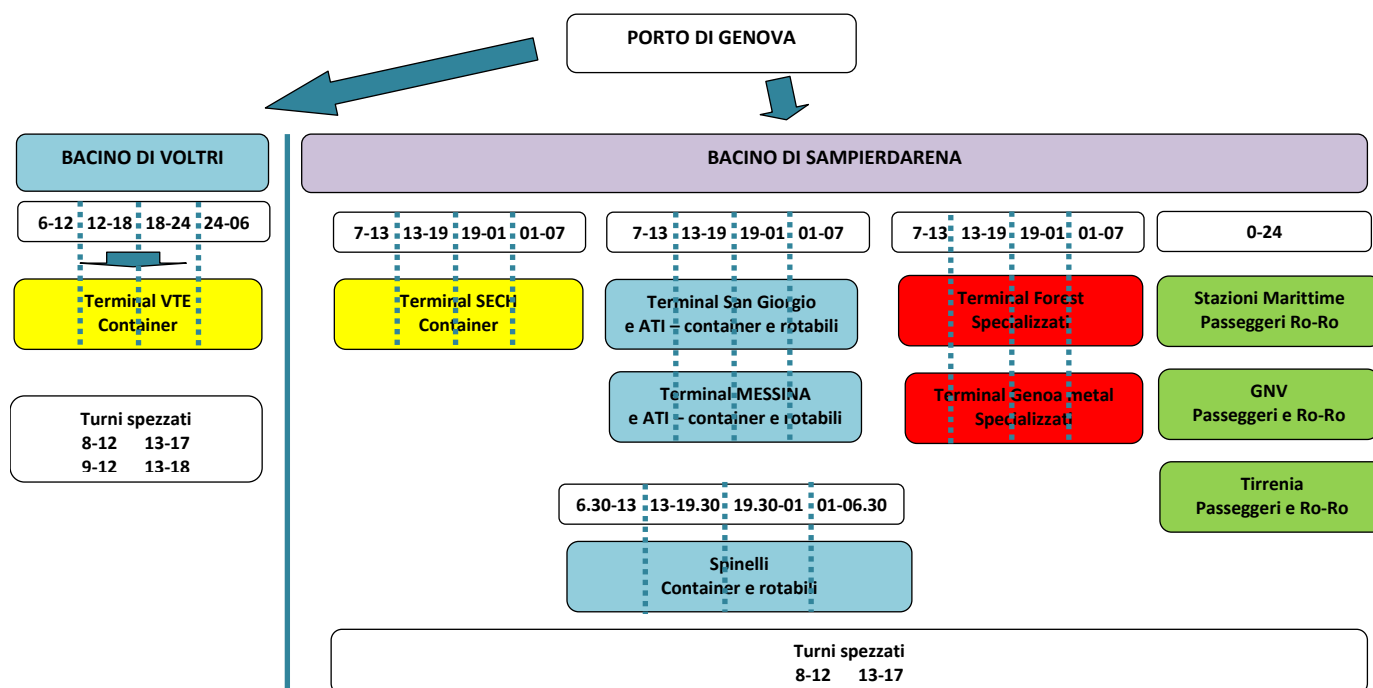 PORTO DI GENOVA
BACINO DI VOLTRI
BACINO DI SAMPIERDARENA
6-12 12-18 18-24 24-06
7-13 13-19 19-01 01-07
7-13 13-19 19-01 01-07
7-13 13-19 19-01 01-07
0-24
Terminal VTE
Container
Terminal SECH
Container
Terminal San Giorgio
e ATI – container e rotabili
Terminal Forest
Specializzati
Stazioni Marittime
Passeggeri Ro-Ro
Terminal MESSINA
e ATI – container e rotabili
Terminal Genoa metal
Specializzati
GNV
Passeggeri e Ro-Ro
Turni spezzati
8-12 13-17
9-12 13-18
Tirrenia
Passeggeri e Ro-Ro
6.30-13 13-19.30 19.30-01 01-06.30
Spinelli
Container e rotabili
Turni spezzati
8-12 13-17